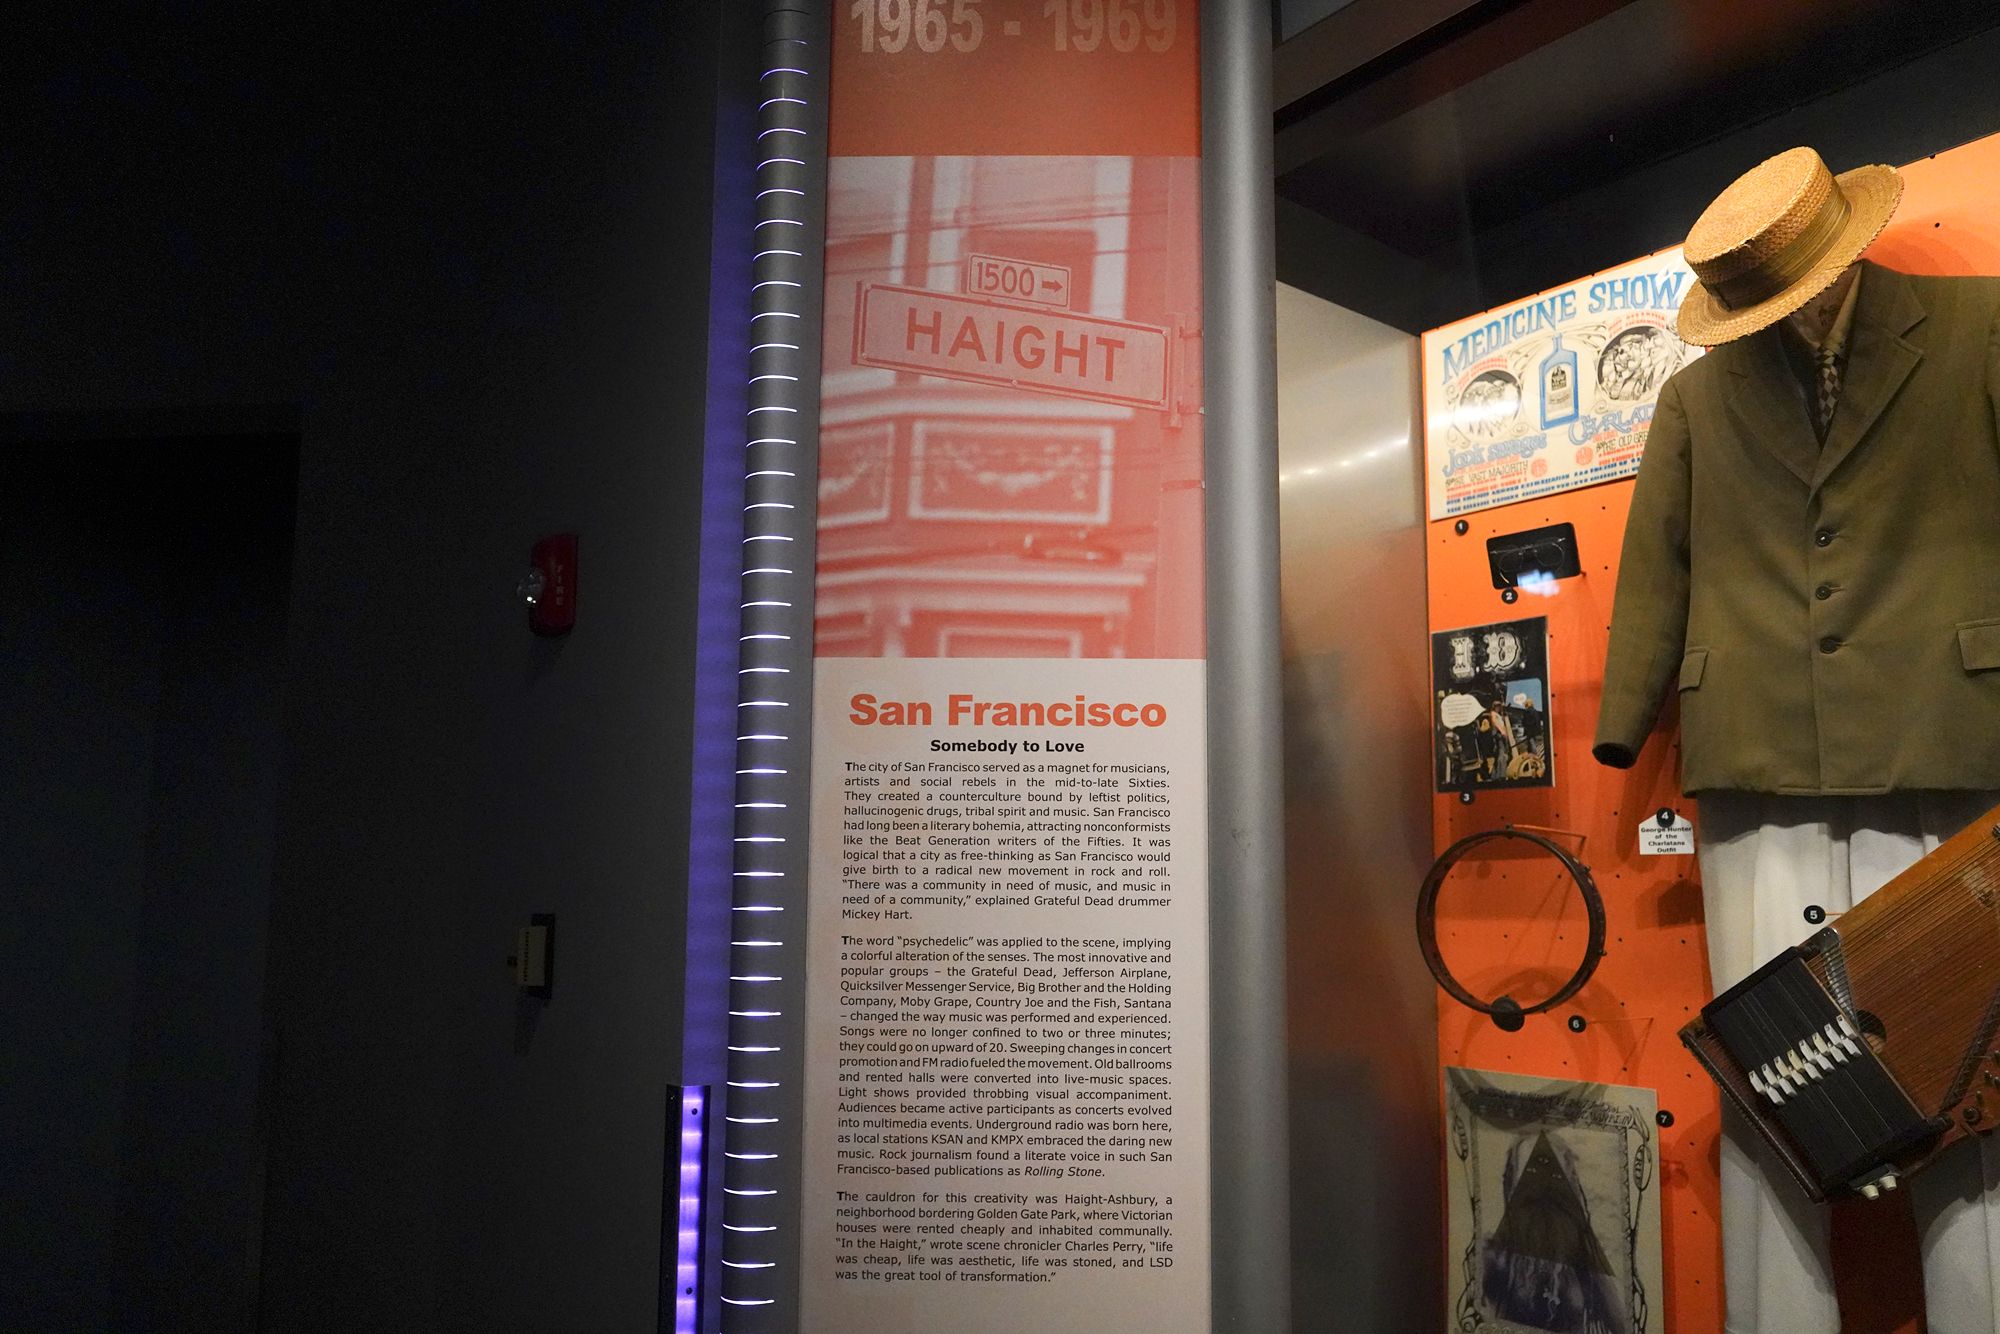 1965 - 1969
1500 →
HAIGHT
San Francisco
Somebody to Love
The city of San Francisco served as a magnet for musicians,
artists and social rebels in the mid-to-late Sixties.
They created a counterculture bound by leftist politics,
hallucinogenic drugs, tribal spirit and music. San Francisco
had long been a literary bohemia, attracting nonconformists
like the Beat Generation writers of the Fifties. It was
logical that a city as free-thinking as San Francisco would
give birth to a radical new movement in rock and roll.
“There was a community in need of music, and music in
need of a community,” explained Grateful Dead drummer
Mickey Hart.
The word “psychedelic” was applied to the scene, implying
a colorful alteration of the senses. The most innovative and
popular groups – the Grateful Dead, Jefferson Airplane,
Quicksilver Messenger Service, Big Brother and the Holding
Company, Moby Grape, Country Joe and the Fish, Santana
– changed the way music was performed and experienced.
Songs were no longer confined to two or three minutes;
they could go on upward of 20. Sweeping changes in concert
promotion and FM radio fueled the movement. Old ballrooms
and rented halls were converted into live-music spaces.
Light shows provided throbbing visual accompaniment.
Audiences became active participants as concerts evolved
into multimedia events. Underground radio was born here,
as local stations KSAN and KMPX embraced the daring new
music. Rock journalism found a literate voice in such San
Francisco-based publications as Rolling Stone.
The cauldron for this creativity was Haight-Ashbury, a
neighborhood bordering Golden Gate Park, where Victorian
houses were rented cheaply and inhabited communally.
“In the Haight,” wrote scene chronicler Charles Perry, “life
was cheap, life was aesthetic, life was stoned, and LSD
was the great tool of transformation.”
FIRE
MEDICINE SHOW
Jook Savages
1
2
3
4
George Hunter
of the
Charlatans
Outfit
5
6
7